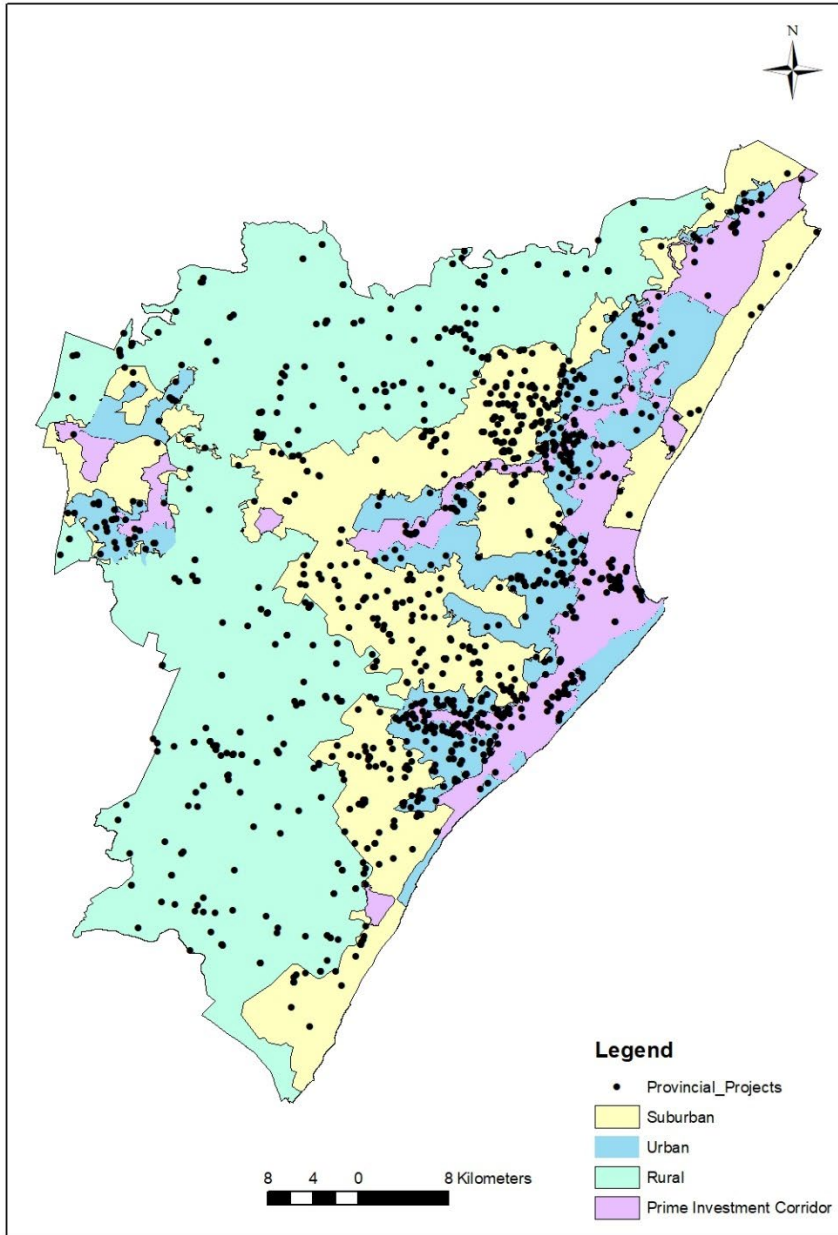 N
Legend
Provincial_Projects
Suburban
Urban
Rural
Prime Investment Corridor
8 4 0 8 Kilometers